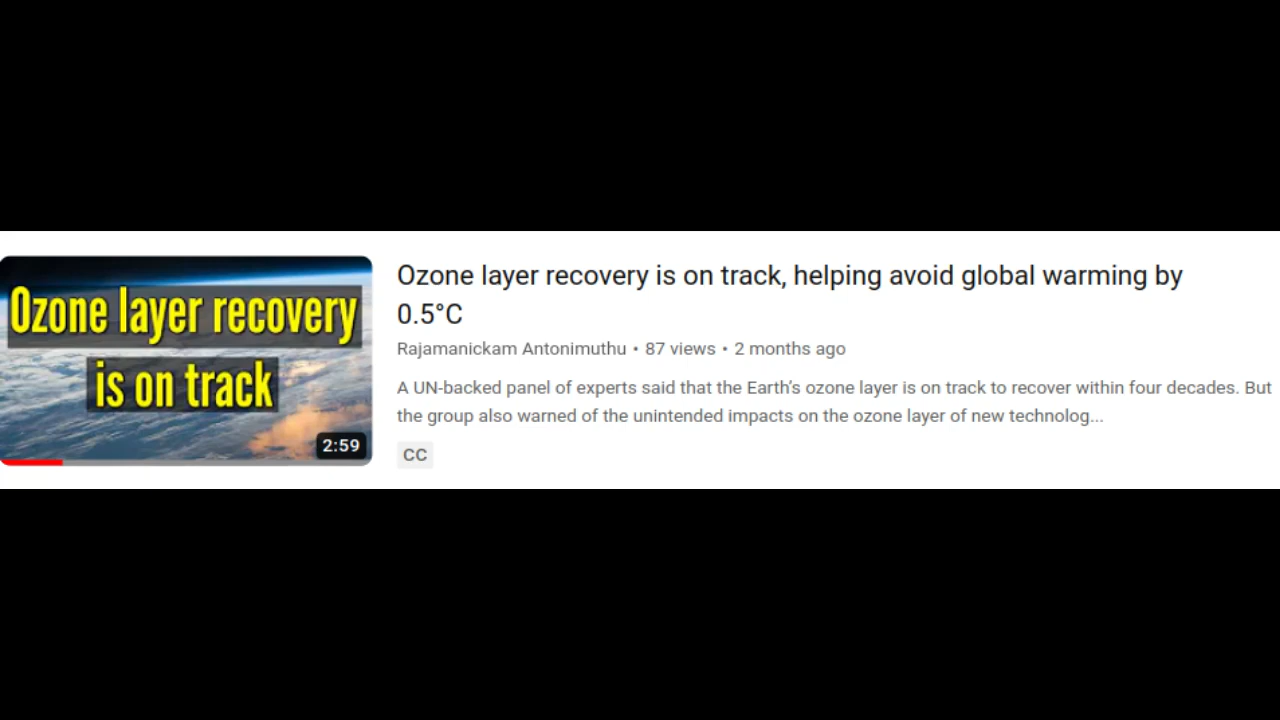 Ozone layer recovery
is on track
2:59
Ozone layer recovery is on track, helping avoid global warming by
0.5°C
Rajamanickam Antonimuthu • 87 views • 2 months ago
A UN-backed panel of experts said that the Earth's ozone layer is on track to recover within four decades. But
the group also warned of the unintended impacts on the ozone layer of new technolog...
CC